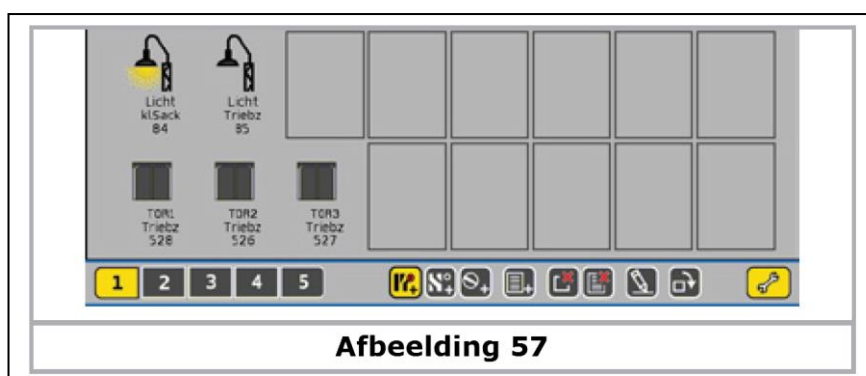 Licht
klSack
84
Licht
Triebz
85
TOR1
Triebz
528
TOR2
Triebz
526
TOR3
Triebz
527
1 2 3 4 5
Afbeelding 57